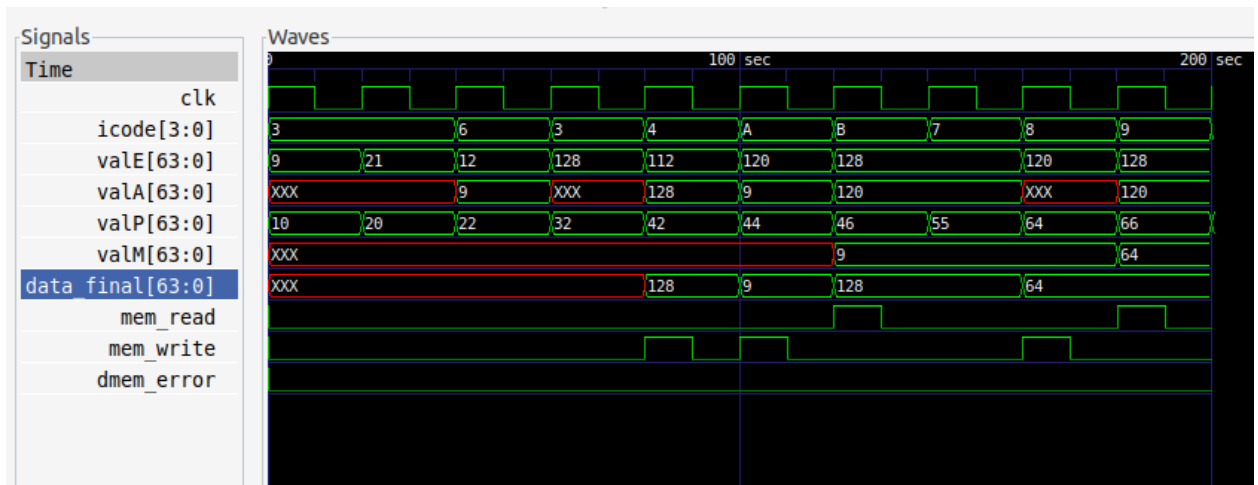 Signals Waves
Time 0 100 sec 200 sec
clk
icode[3:0] 3 6 3 4 A B 7 8 9
valE[63:0] 9 21 12 128 112 120 128 120 128
valA[63:0] XXX 9 XXX 128 9 120 XXX 120
valP[63:0] 10 20 22 32 42 44 46 55 64 66
valM[63:0] XXX 9 64
data_final[63:0] XXX 128 9 128 64
mem_read
mem_write
dmem_error